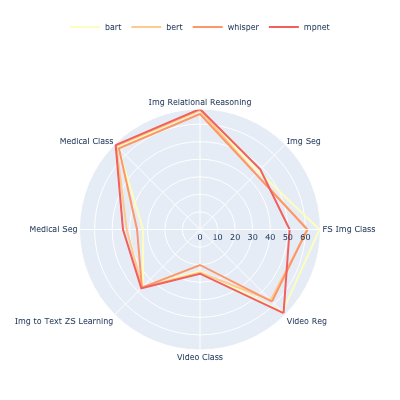 bart bert whisper mpnet
Img Relational Reasoning
Medical Class Img Seg
Medical Seg FS Img Class
0 10 20 30 40 50 60
Img to Text ZS Learning Video Reg
Video Class